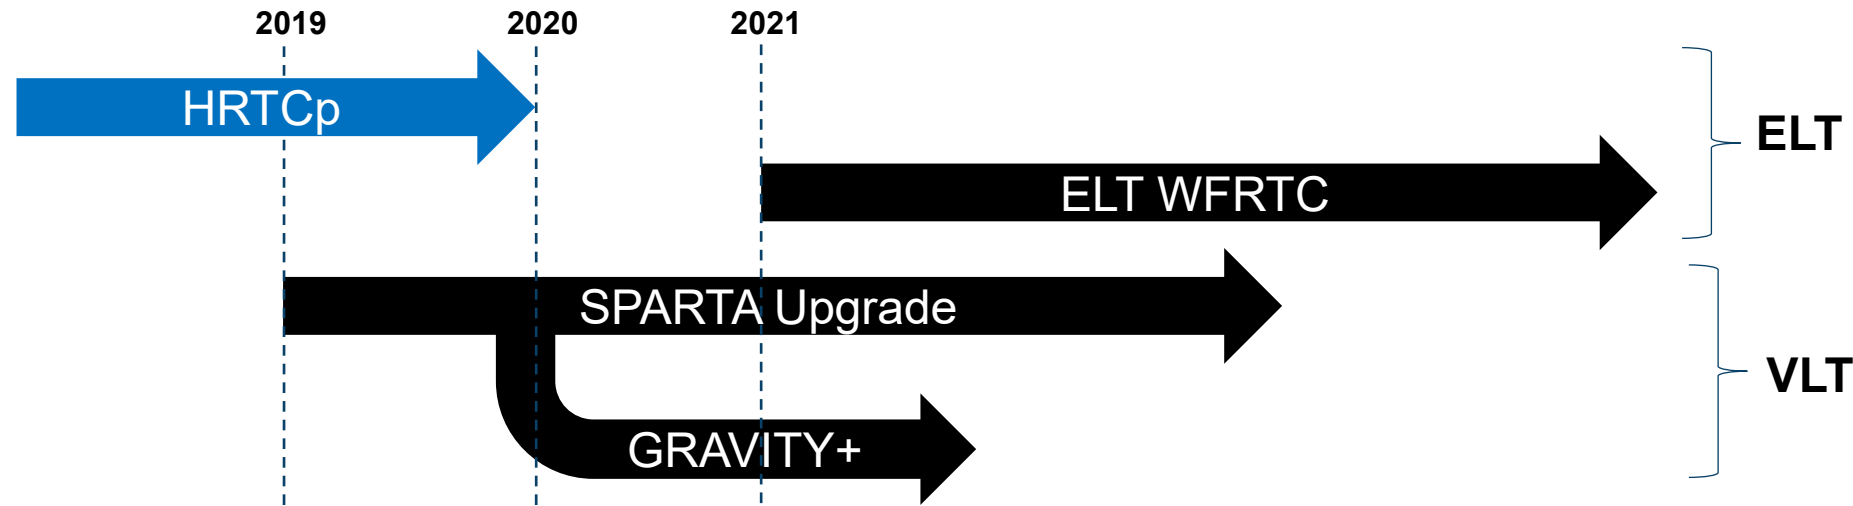 2019
2020
2021
HRTCp
ELT
ELT WFRTC
SPARTA Upgrade
VLT
GRAVITY+